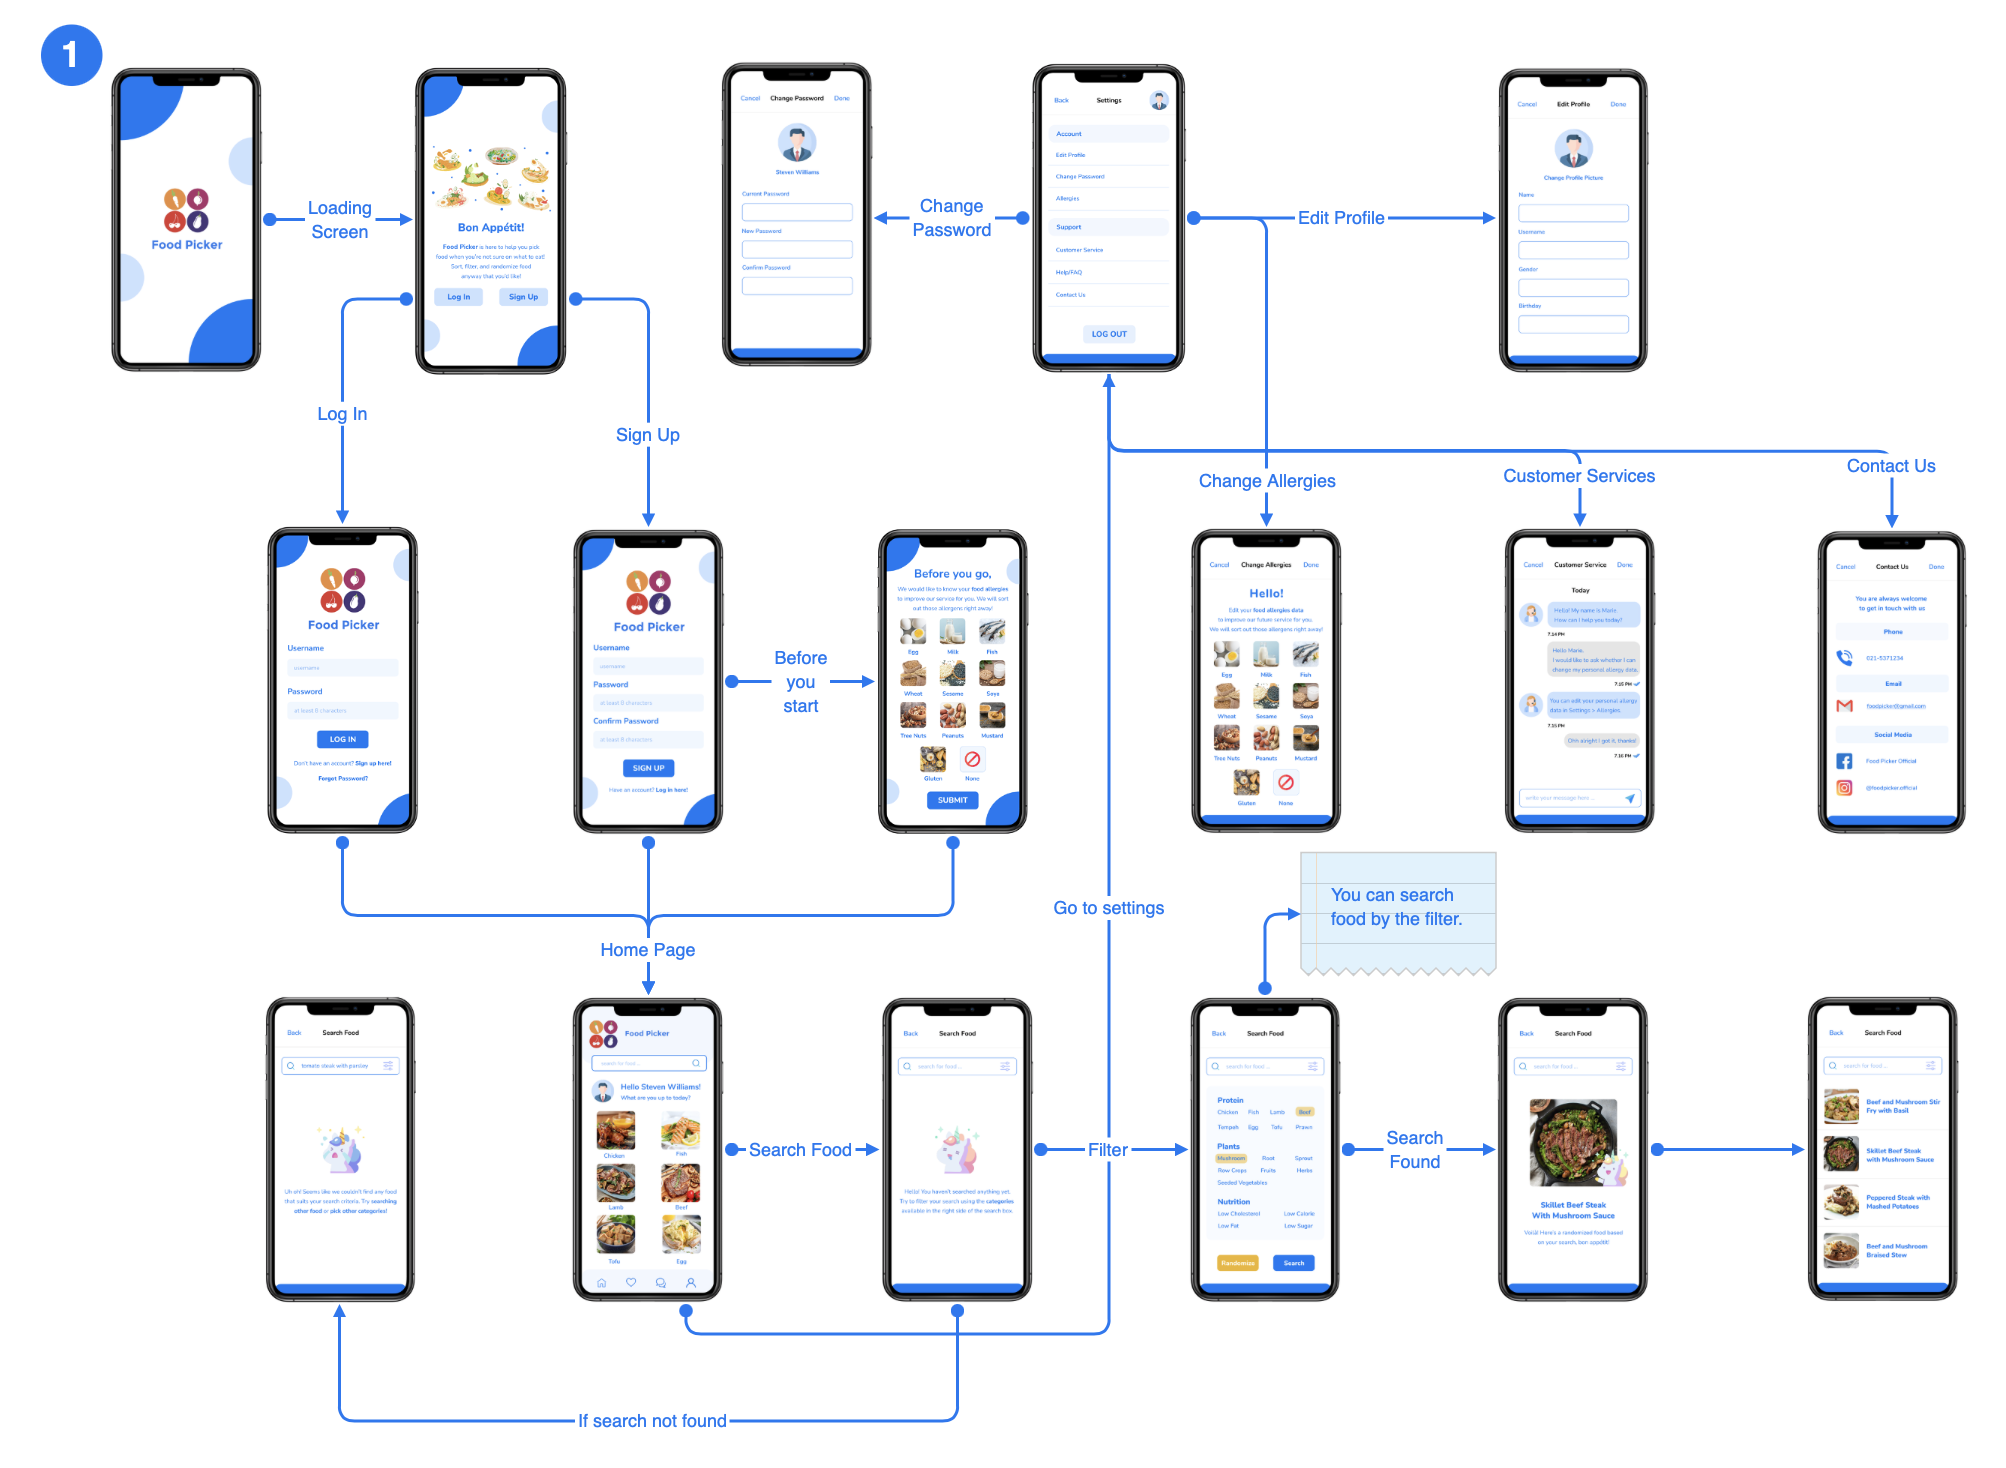 1
Food Picker
Loading
Screen
Bon Appétit!
Food Picker is here to help you pick
food when you're not sure on what to eat!
Sort, filter, and randomize food
anyway that you'd like!
Log In
Sign Up
Cancel Change Password Done
Steven Williams
Current Password
New Password
Confirm Password
Change
Password
Back Settings
Account
Edit Profile
Change Password
Allergies
Support
Customer Service
Help/FAQ
Contact Us
LOG OUT
Edit Profile
Cancel Edit Profile Done
Change Profile Picture
Name
Username
Gender
Birthday
Log In
Sign Up
Change Allergies
Customer Services
Contact Us
Food Picker
Username
username
Password
at least 8 characters
LOG IN
Don't have an account? Sign up here!
Forgot Password?
Food Picker
Username
username
Password
at least 8 characters
Confirm Password
at least 8 characters
SIGN UP
Have an account? Log in here!
Before
you
start
Before you go,
We would like to know your food allergies
to improve our service for you. We will sort
out those allergens right away!
Egg Milk Fish
Wheat Sesame Soya
Tree Nuts Peanuts Mustard
Gluten None
SUBMIT
Cancel Change Allergies Done
Hello!
Edit your food allergies data
to improve our future service for you.
We will sort out those allergens right away!
Egg Milk Fish
Wheat Sesame Soya
Tree Nuts Peanuts Mustard
Gluten None
Cancel Customer Service Done
Today
Hello! My name is Marie.
How can I help you today?
7.14 PM
Hello Marie,
I would like to ask whether I can
change my personal allergy data.
7.15 PM
You can edit your personal allergy
data in Settings > Allergies.
7.15 PM
Ohh alright I got it, thanks!
7.16 PM
write your message here ...
Cancel Contact Us Done
You are always welcome
to get in touch with us
Phone
021-5371234
Email
foodpicker@gmail.com
Social Media
Food Picker Official
@foodpicker.official
Home Page
Go to settings
You can search
food by the filter.
Back Search Food
tomato steak with parsley
Uh oh! Seems like we couldn't find any food
that suits your search criteria. Try searching
other food or pick other categories!
Food Picker
search for food ...
Hello Steven Williams!
What are you up to today?
Chicken Fish
Lamb Beef
Tofu Egg
Search Food
Back Search Food
search for food ...
Hello! You haven't searched anything yet.
Try to filter your search using the categories
available in the right side of the search box.
Filter
Back Search Food
search for food ...
Protein
Chicken Fish Lamb Beef
Tempeh Egg Tofu Prawn
Plants
Mushroom Root Sprout
Row Crops Fruits Herbs
Seeded Vegetables
Nutrition
Low Cholesterol Low Calorie
Low Fat Low Sugar
Randomize Search
Search
Found
Back Search Food
search for food ...
Skillet Beef Steak
With Mushroom Sauce
Voilà! Here's a randomized food based
on your search, bon appétit!
Back Search Food
search for food ...
Beef and Mushroom Stir
Fry with Basil
Skillet Beef Steak
with Mushroom Sauce
Peppered Steak with
Mashed Potatoes
Beef and Mushroom
Braised Stew
If search not found